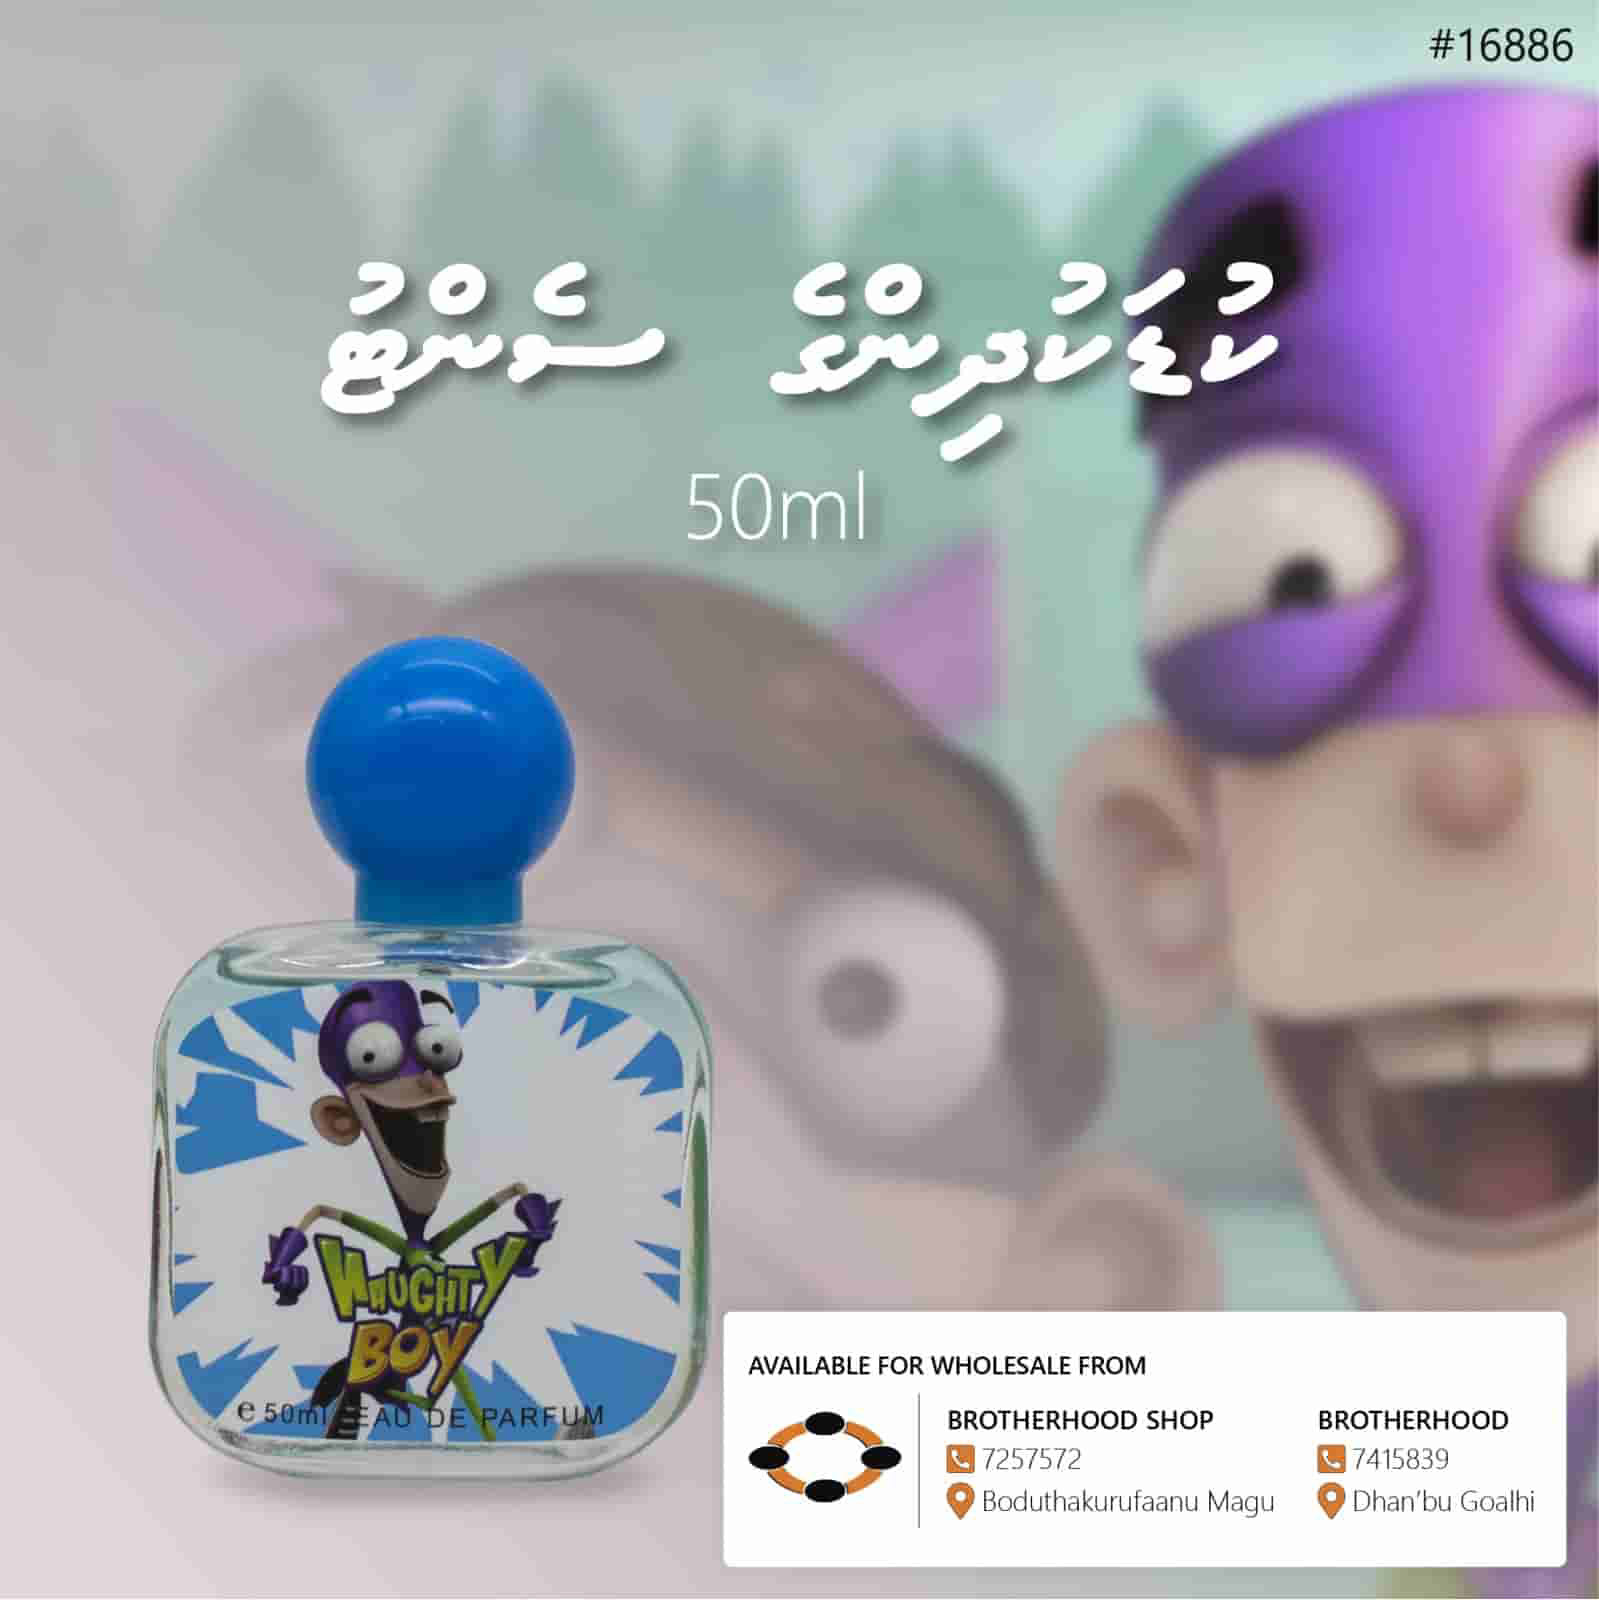 #16886
ކުޑަކުދިންގެ ސެންޓު
50ml
NAUGHTY
BOY
e 50ml EAU DE PARFUM
AVAILABLE FOR WHOLESALE FROM
BROTHERHOOD SHOP
7257572
Boduthakurufaanu Magu
BROTHERHOOD
7415839
Dhan'bu Goalhi